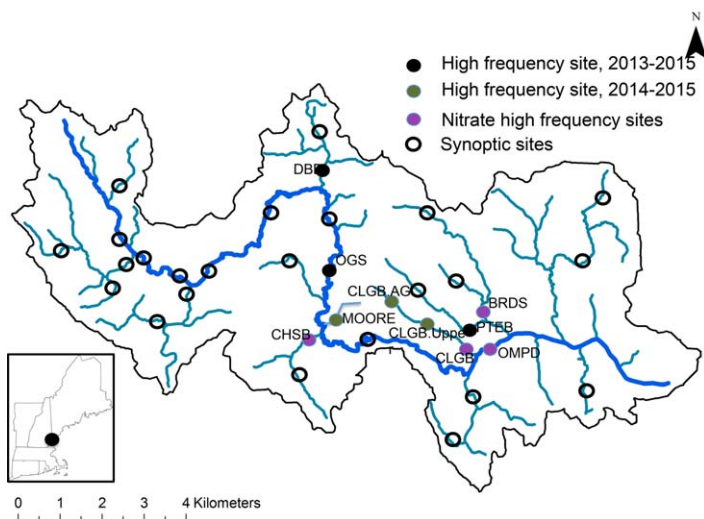 N
High frequency site, 2013-2015
High frequency site, 2014-2015
Nitrate high frequency sites
Synoptic sites
OGS
CLGB.AG
BRDS
MOORE
CLGB.Uppe
PTEB
CHSB
CLGB
OMPD
0 1 2 3 4 Kilometers